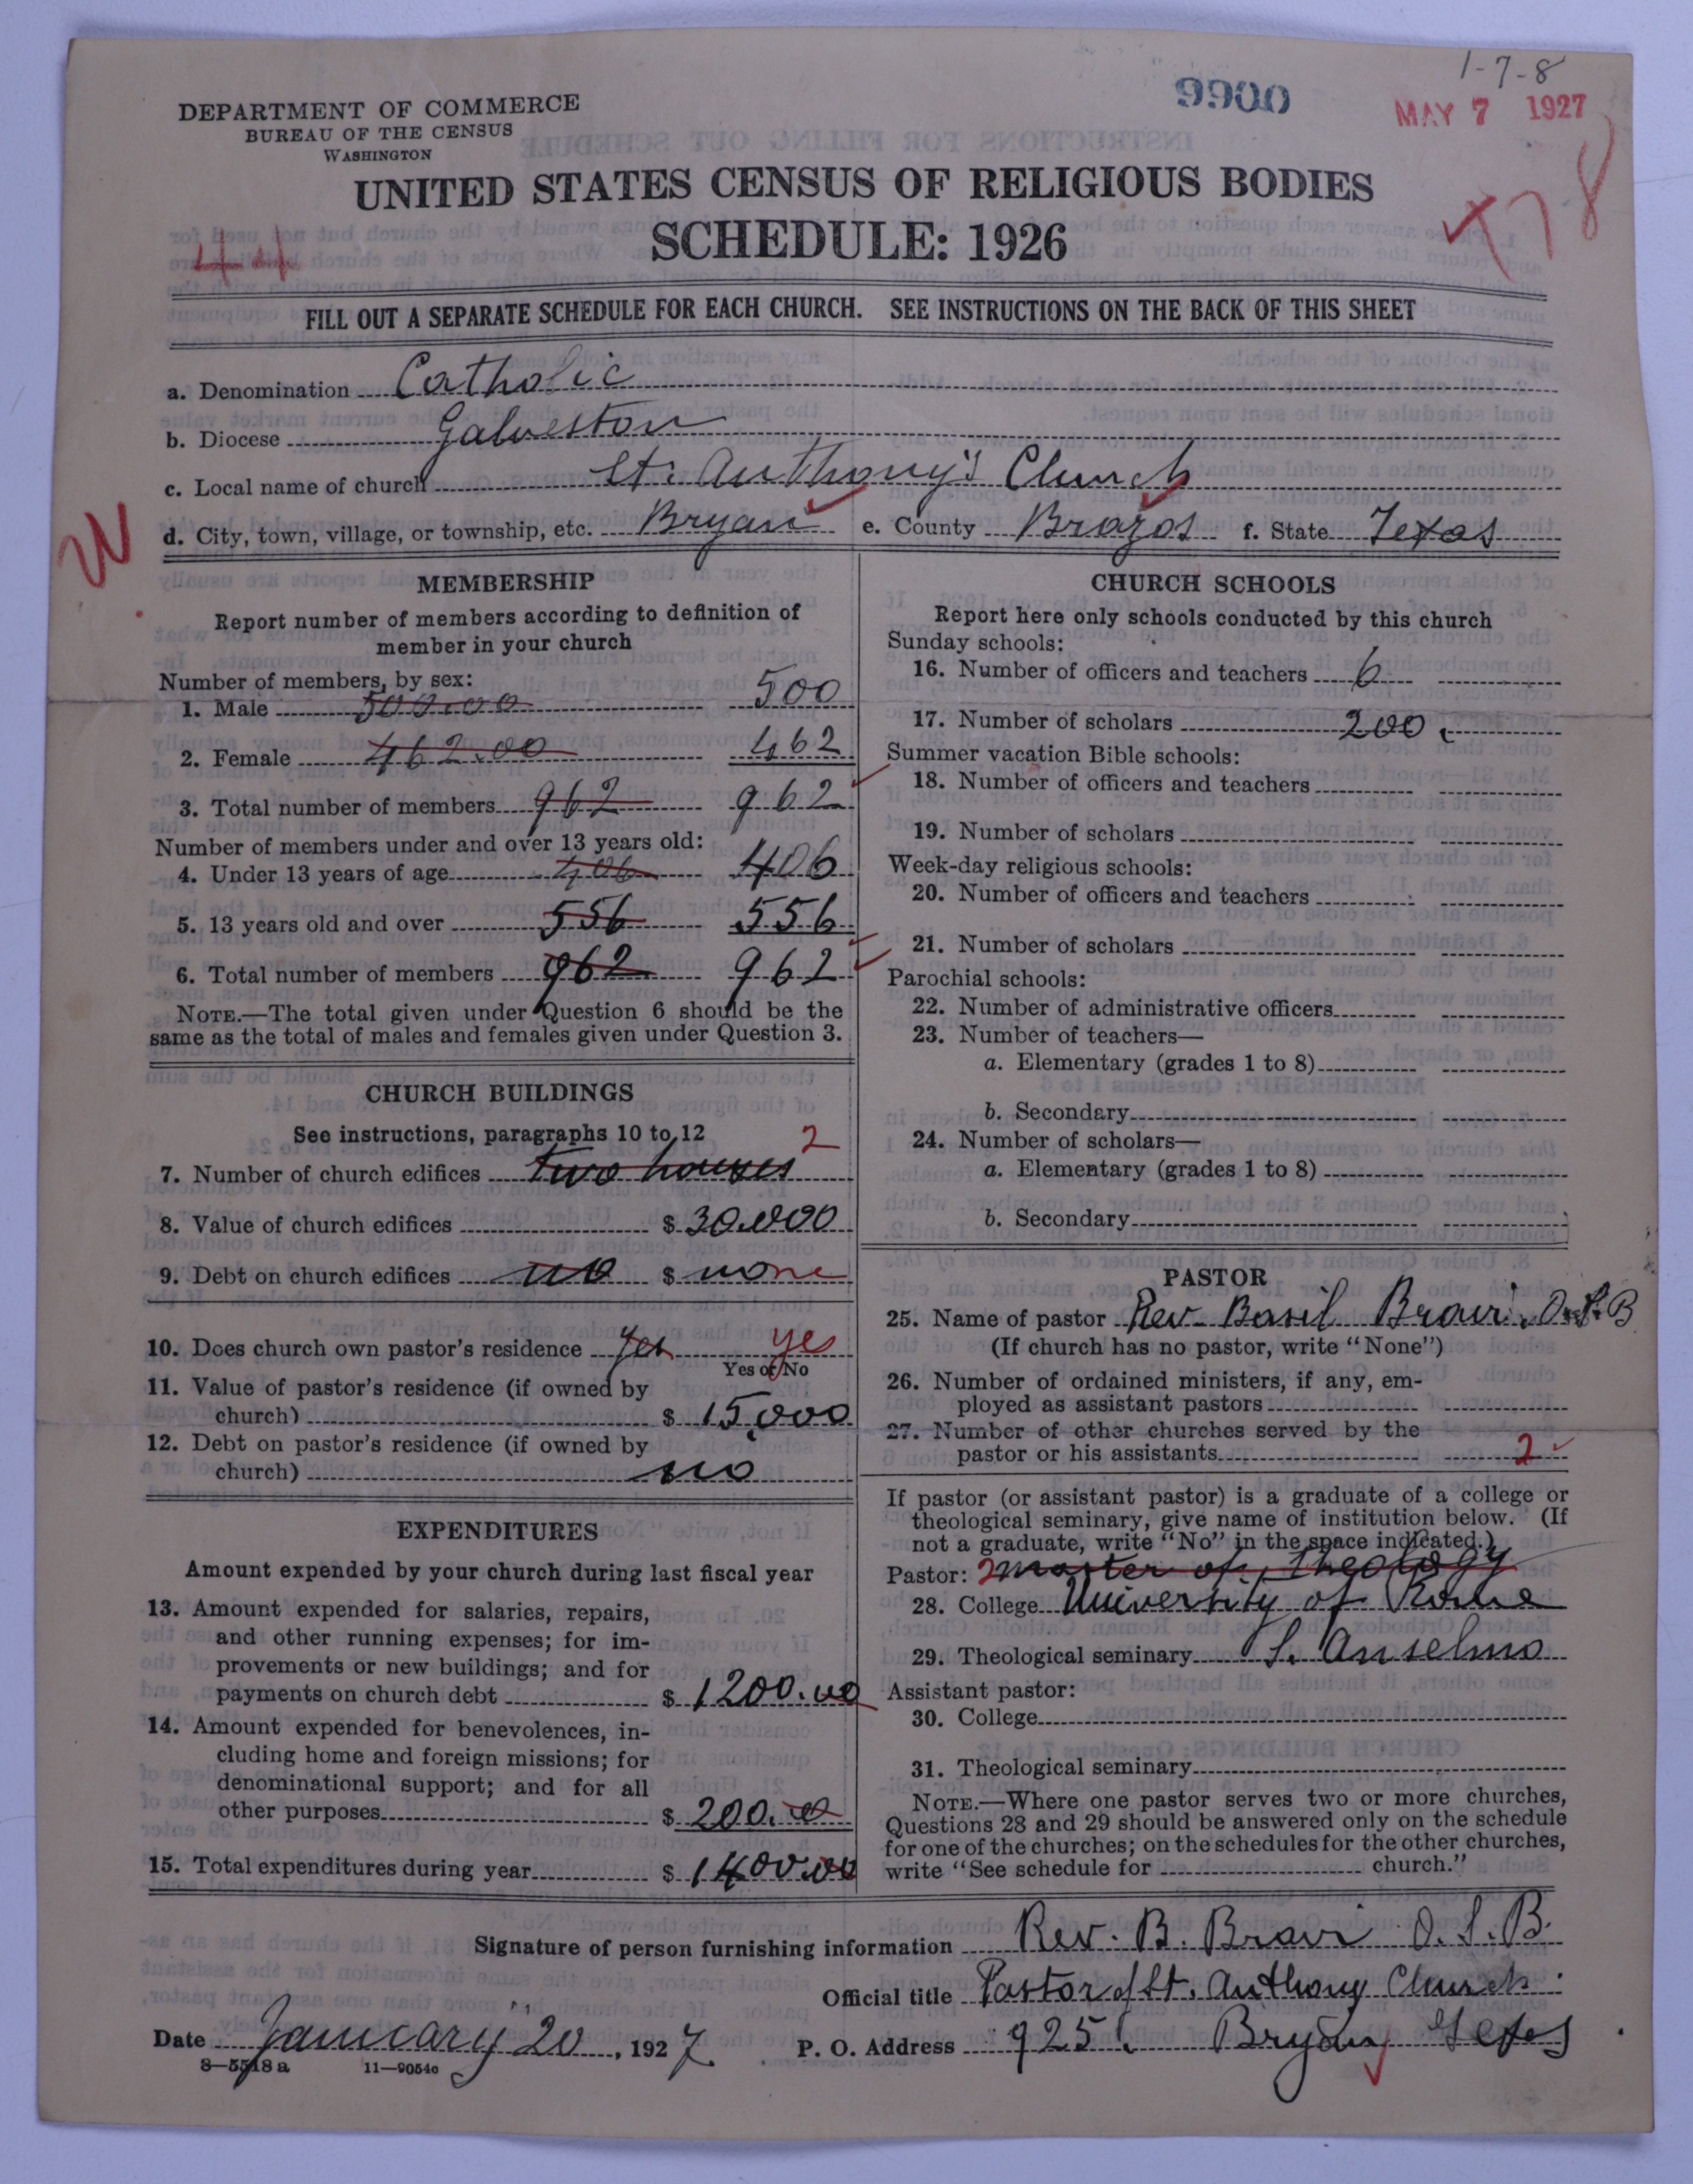 1-7-8
9900
MAY 7 1927
DEPARTMENT OF COMMERCE
BUREAU OF THE CENSUS
WASHINGTON
UNITED STATES CENSUS OF RELIGIOUS BODIES
SCHEDULE: 1926
44
178
FILL OUT A SEPARATE SCHEDULE FOR EACH CHURCH. SEE INSTRUCTIONS ON THE BACK OF THIS SHEET
a. Denomination Catholic
b. Diocese Galveston
c. Local name of church St. Anthony's Church
d. City, town, village, or township, etc. Bryan e. County Brazos f. State Texas
W
MEMBERSHIP
Report number of members according to definition of
member in your church
Number of members, by sex:
1. Male 500.00 500
2. Female 462.00 462
3. Total number of members 962 962
Number of members under and over 13 years old:
4. Under 13 years of age 406 406
5. 13 years old and over 556 556
6. Total number of members 962 962
NOTE.—The total given under Question 6 should be the
same as the total of males and females given under Question 3.
CHURCH BUILDINGS
See instructions, paragraphs 10 to 12
7. Number of church edifices two houses 2
8. Value of church edifices $ 30.000
9. Debt on church edifices no $ none
10. Does church own pastor's residence Yes yes
Yes or No
11. Value of pastor's residence (if owned by
church) $ 15,000
12. Debt on pastor's residence (if owned by
church) no
EXPENDITURES
Amount expended by your church during last fiscal year
13. Amount expended for salaries, repairs,
and other running expenses; for im-
provements or new buildings; and for
payments on church debt $ 1200.00
14. Amount expended for benevolences, in-
cluding home and foreign missions; for
denominational support; and for all
other purposes $ 200.00
15. Total expenditures during year $ 1400.00
CHURCH SCHOOLS
Report here only schools conducted by this church
Sunday schools:
16. Number of officers and teachers 6
17. Number of scholars 200
Summer vacation Bible schools:
18. Number of officers and teachers
19. Number of scholars
Week-day religious schools:
20. Number of officers and teachers
21. Number of scholars
Parochial schools:
22. Number of administrative officers
23. Number of teachers—
a. Elementary (grades 1 to 8)
b. Secondary
24. Number of scholars—
a. Elementary (grades 1 to 8)
b. Secondary
PASTOR
25. Name of pastor Rev. Basil Bravi. O.S.B
(If church has no pastor, write "None")
26. Number of ordained ministers, if any, em-
ployed as assistant pastors
27. Number of other churches served by the
pastor or his assistants 2
If pastor (or assistant pastor) is a graduate of a college or
theological seminary, give name of institution below. (If
not a graduate, write "No" in the space indicated.)
Pastor: Master of Theology
28. College University of Rome
29. Theological seminary S. Anselmo
Assistant pastor:
30. College
31. Theological seminary
NOTE.—Where one pastor serves two or more churches,
Questions 28 and 29 should be answered only on the schedule
for one of the churches; on the schedules for the other churches,
write "See schedule for church."
Signature of person furnishing information Rev. B. Bravi O.S.B.
Official title Pastor of St. Anthony Church
Date January 20, 1927 P. O. Address 925 Bryan Texas
8—5518 a 11—9054c